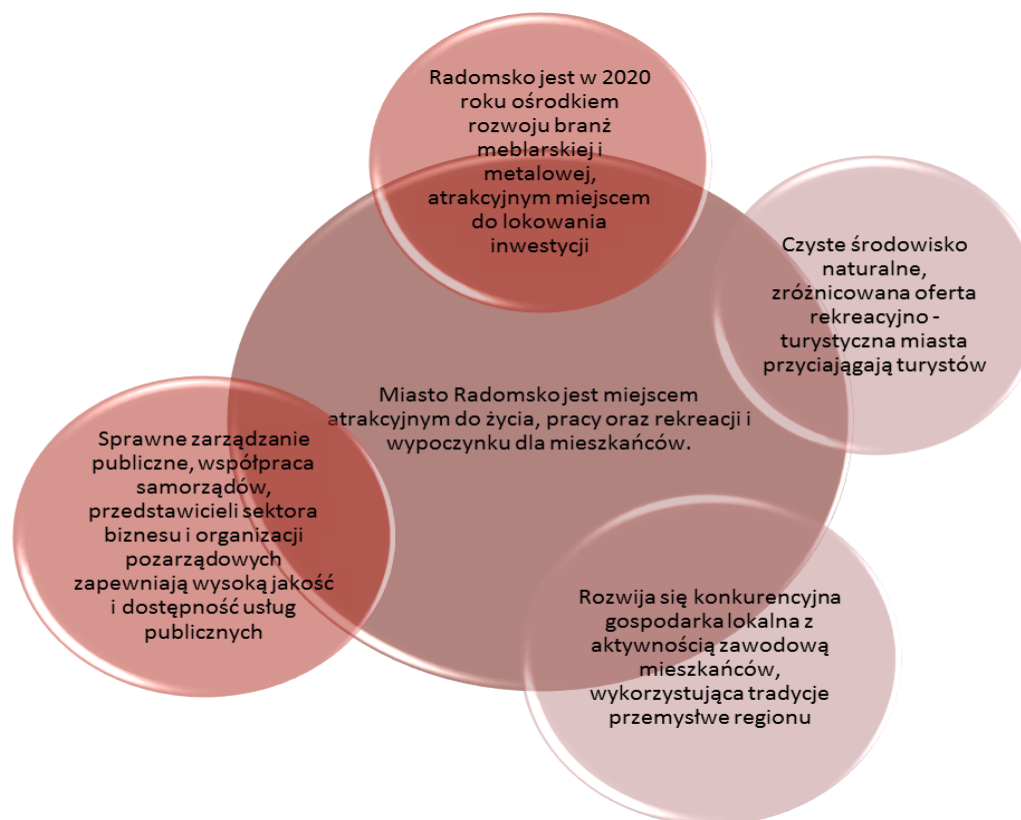 Radomsko jest w 2020
roku ośrodkiem
rozwoju branż
meblarskiej i
metalowej,
atrakcyjnym miejscem
do lokowania
inwestycji
Czyste środowisko
naturalne,
zróżnicowana oferta
rekreacyjno -
turystyczna miasta
przyciajągają turystów
Miasto Radomsko jest miejscem
atrakcyjnym do życia, pracy oraz rekreacji i
wypoczynku dla mieszkańców.
Sprawne zarządzanie
publiczne, współpraca
samorządów,
przedstawicieli sektora
biznesu i organizacji
pozarządowych
zapewniają wysoką jakość
i dostępność usług
publicznych
Rozwija się konkurencyjna
gospodarka lokalna z
aktywnością zawodową
mieszkańców,
wykorzystująca tradycje
przemysłwe regionu